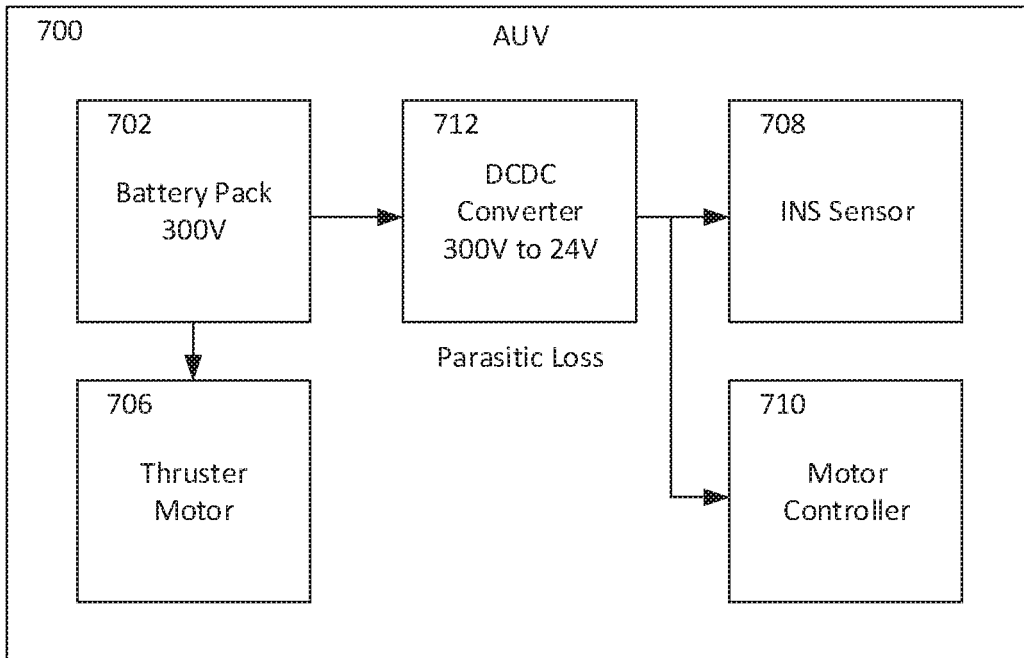 700
AUV
702
Battery Pack
300V
712
DCDC
Converter
300V to 24V
708
INS Sensor
Parasitic Loss
706
Thruster
Motor
710
Motor
Controller